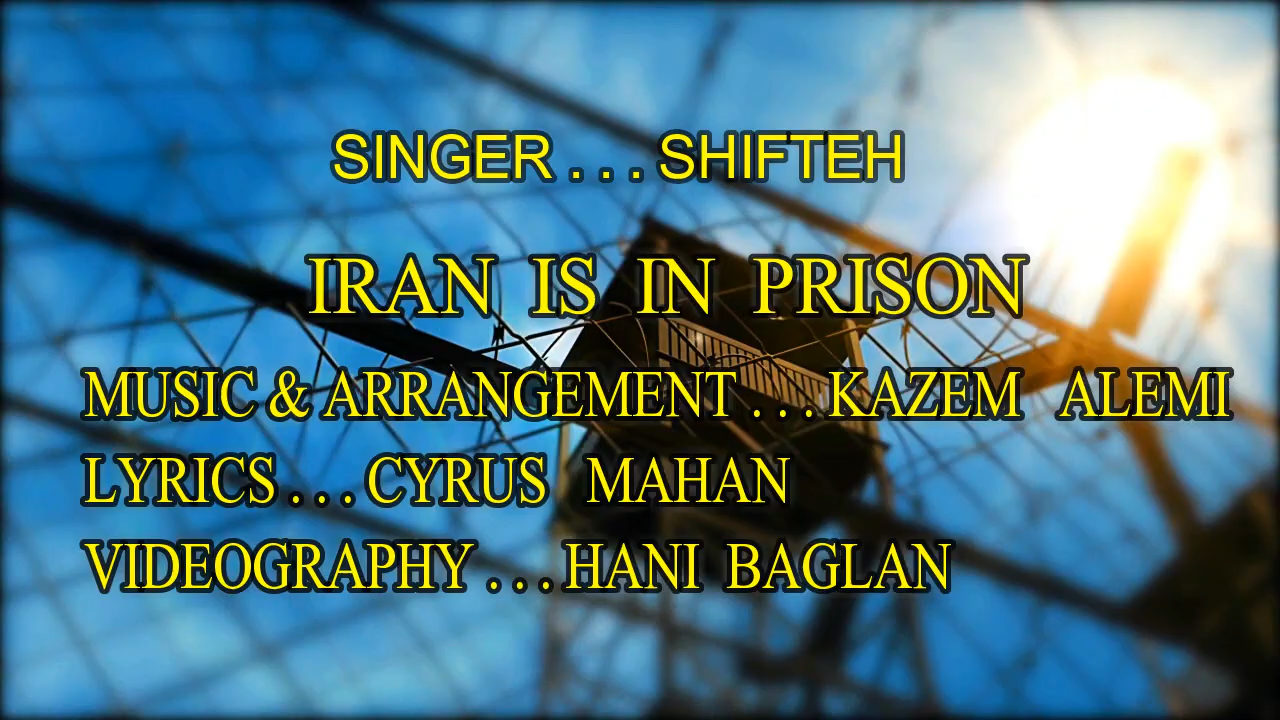 SINGER . . . SHIFTEH
IRAN IS IN PRISON
MUSIC & ARRANGEMENT . . . KAZEM ALEMI
LYRICS . . . CYRUS MAHAN
VIDEOGRAPHY . . . HANI BAGLAN